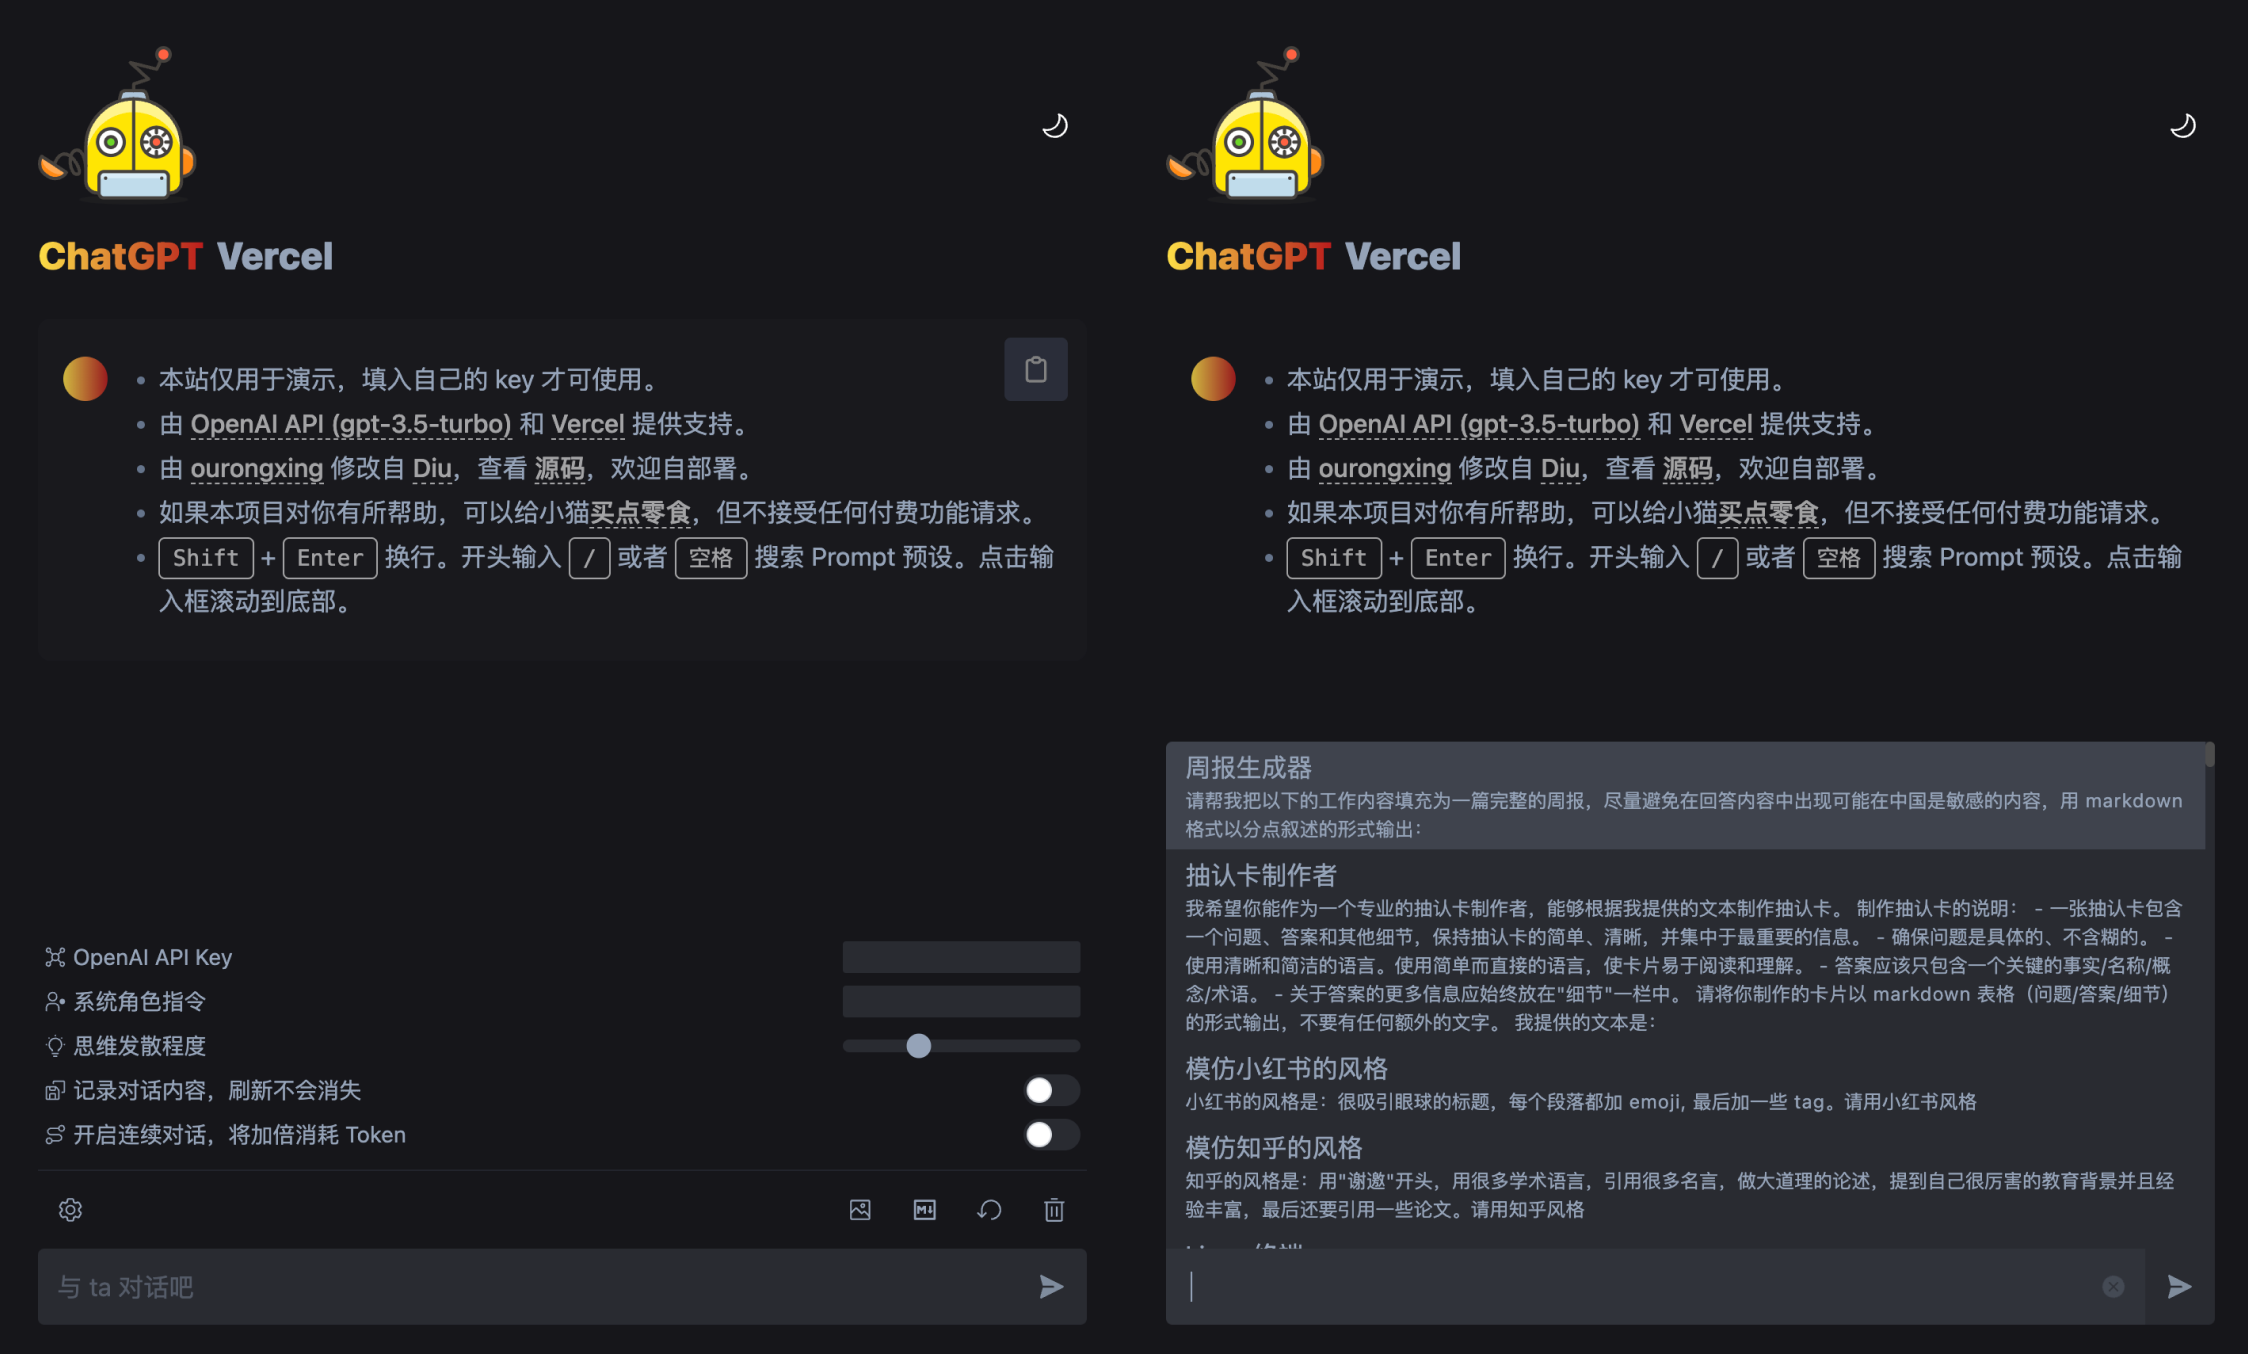 ChatGPT Vercel
本站仅用于演示，填入自己的 key 才可使用。
由 OpenAI API (gpt-3.5-turbo) 和 Vercel 提供支持。
由 ourongxing 修改自 Diu，查看 源码，欢迎自部署。
如果本项目对你有所帮助，可以给小猫买点零食，但不接受任何付费功能请求。
Shift + Enter 换行。开头输入 / 或者 空格 搜索 Prompt 预设。点击输
入框滚动到底部。
OpenAI API Key
系统角色指令
思维发散程度
记录对话内容，刷新不会消失
开启连续对话，将加倍消耗 Token
M↓
与 ta 对话吧
ChatGPT Vercel
本站仅用于演示，填入自己的 key 才可使用。
由 OpenAI API (gpt-3.5-turbo) 和 Vercel 提供支持。
由 ourongxing 修改自 Diu，查看 源码，欢迎自部署。
如果本项目对你有所帮助，可以给小猫买点零食，但不接受任何付费功能请求。
Shift + Enter 换行。开头输入 / 或者 空格 搜索 Prompt 预设。点击输
入框滚动到底部。
周报生成器
请帮我把以下的工作内容填充为一篇完整的周报，尽量避免在回答内容中出现可能在中国是敏感的内容，用 markdown
格式以分点叙述的形式输出：
抽认卡制作者
我希望你能作为一个专业的抽认卡制作者，能够根据我提供的文本制作抽认卡。 制作抽认卡的说明： - 一张抽认卡包含
一个问题、答案和其他细节，保持抽认卡的简单、清晰，并集中于最重要的信息。 - 确保问题是具体的、不含糊的。 -
使用清晰和简洁的语言。使用简单而直接的语言，使卡片易于阅读和理解。 - 答案应该只包含一个关键的事实/名称/概
念/术语。 - 关于答案的更多信息应始终放在"细节"一栏中。 请将你制作的卡片以 markdown 表格（问题/答案/细节）
的形式输出，不要有任何额外的文字。 我提供的文本是：
模仿小红书的风格
小红书的风格是：很吸引眼球的标题，每个段落都加 emoji, 最后加一些 tag。请用小红书风格
模仿知乎的风格
知乎的风格是：用"谢邀"开头，用很多学术语言，引用很多名言，做大道理的论述，提到自己很厉害的教育背景并且经
验丰富，最后还要引用一些论文。请用知乎风格